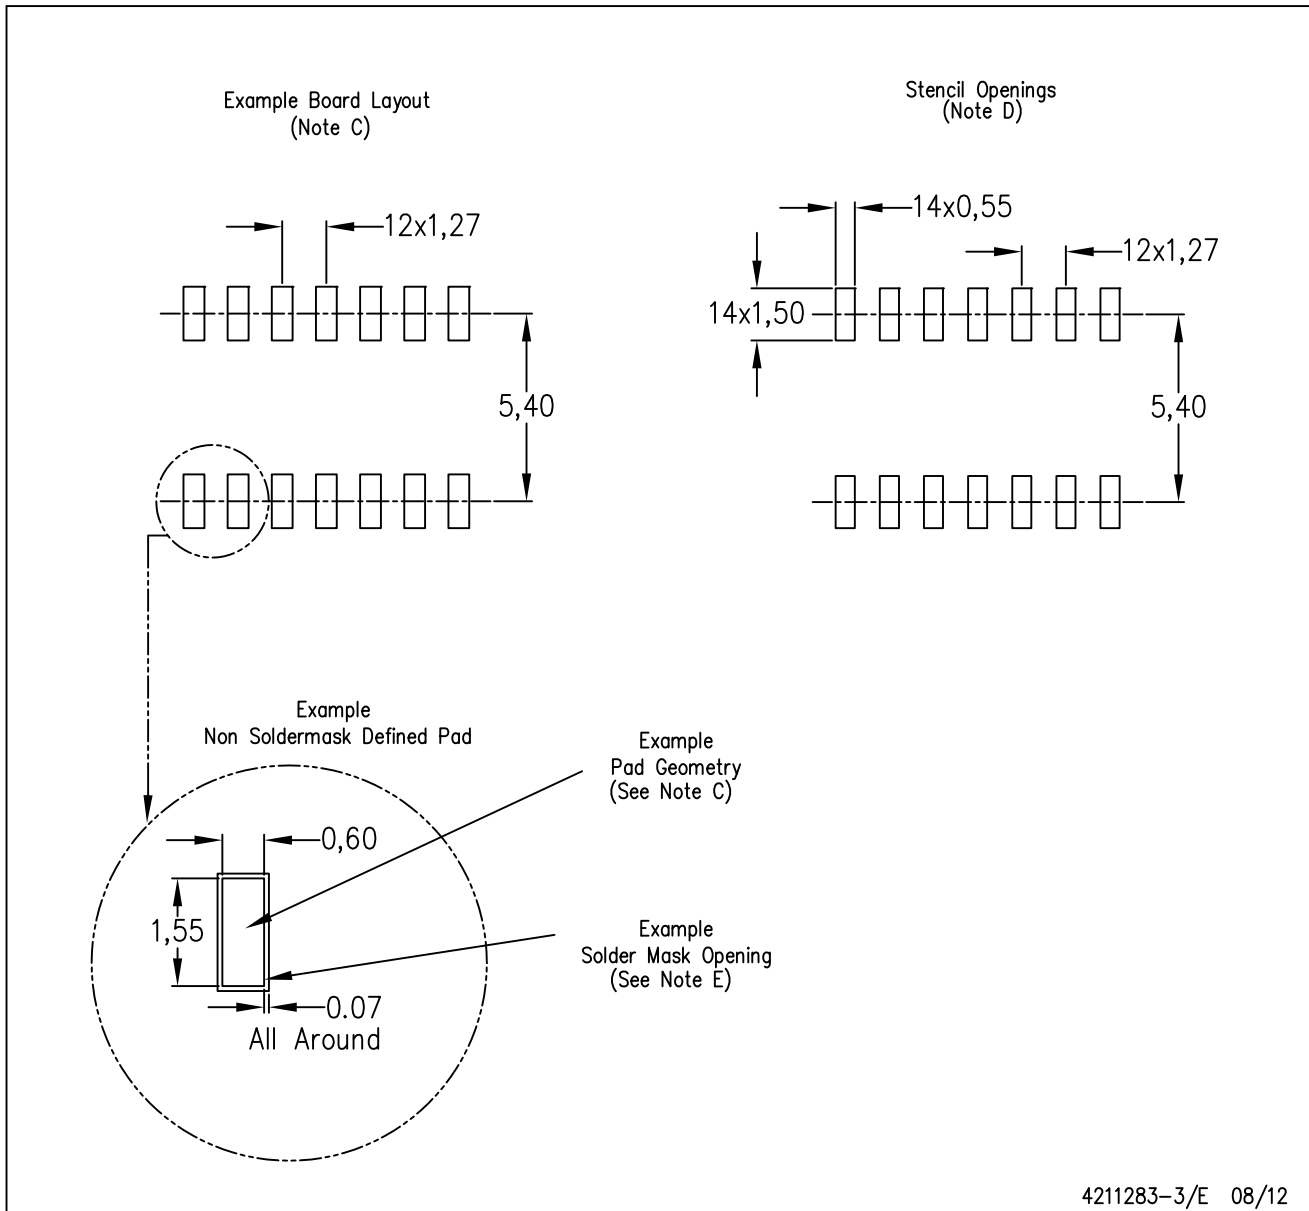 Example Board Layout
(Note C)
Stencil Openings
(Note D)
12x1,27
14x0,55
12x1,27
14x1,50
5,40
5,40
Example
Non Soldermask Defined Pad
Example
Pad Geometry
(See Note C)
0,60
1,55
Example
Solder Mask Opening
(See Note E)
0.07
All Around
4211283-3/E 08/12